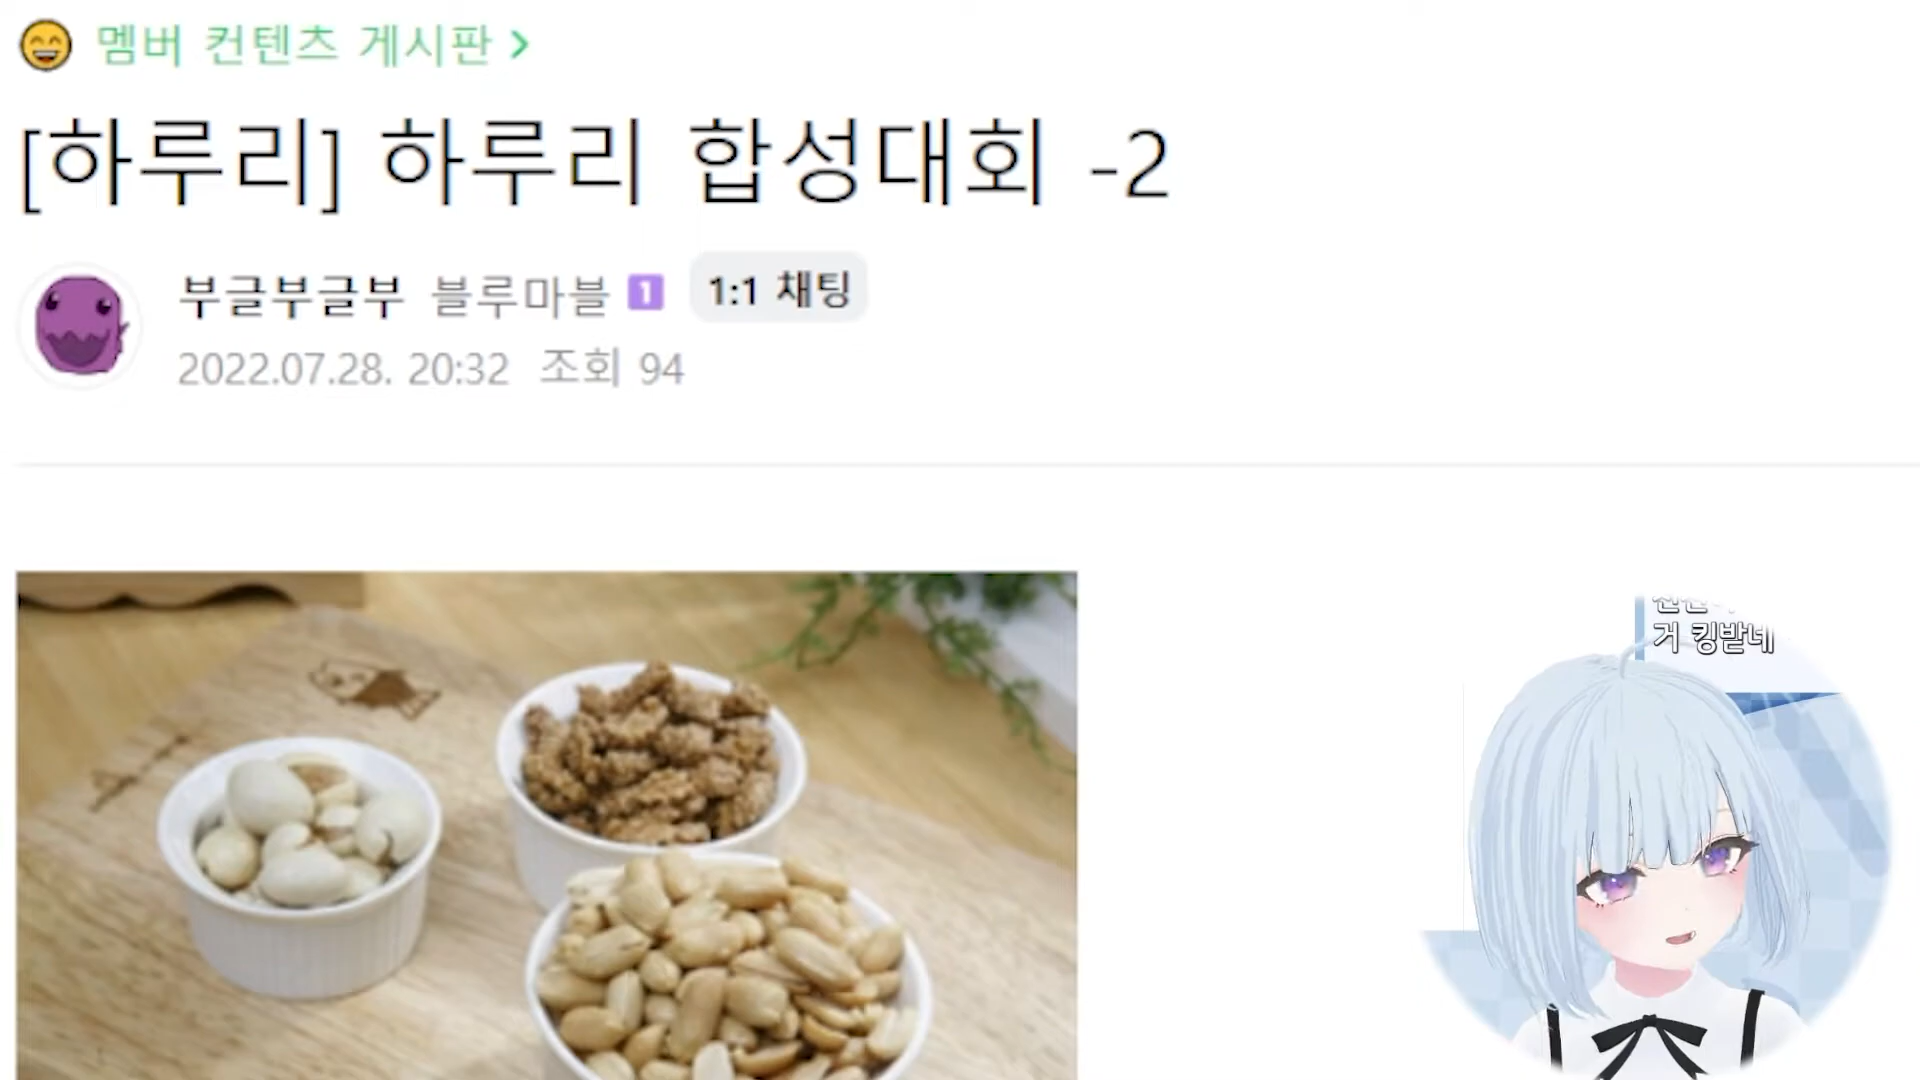 멤버 컨텐츠 게시판 >
[하루리] 하루리 합성대회 -2
부글부글부 블루마블 1 1:1 채팅
2022.07.28. 20:32 조회 94
거 킹받네